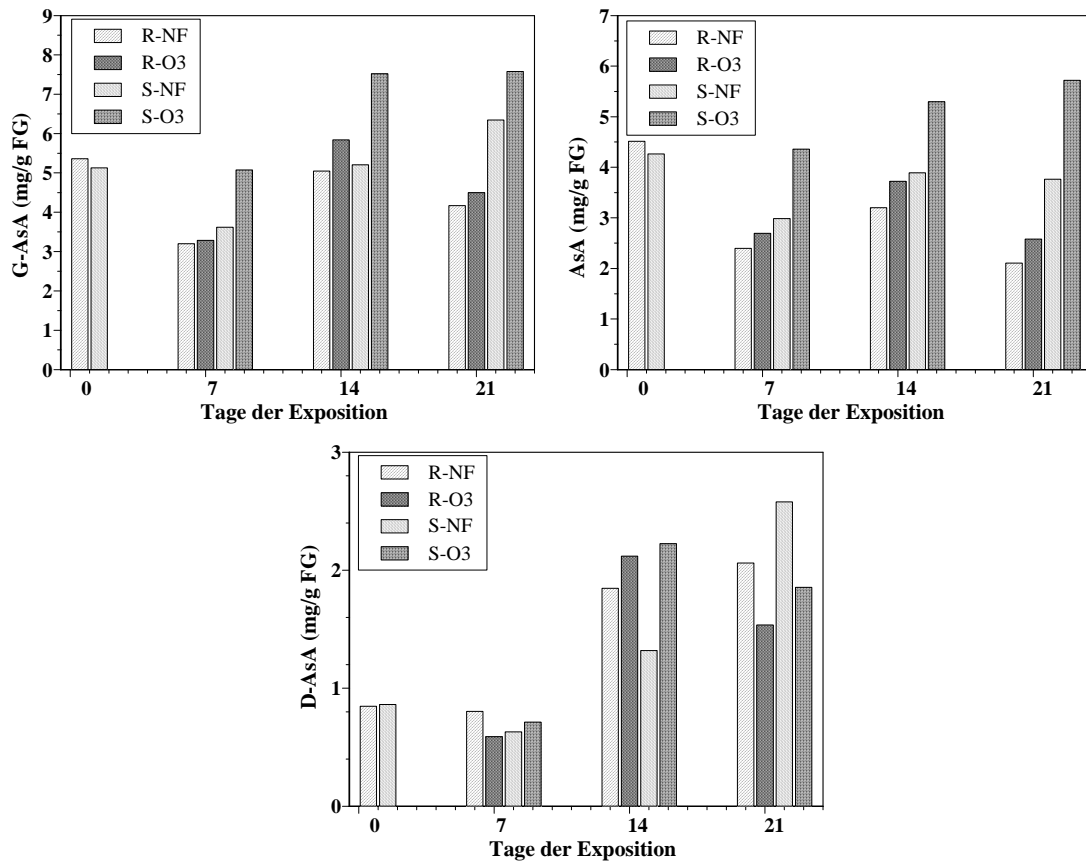 G-AsA (mg/g FG)
9
8
7
6
5
4
3
2
1
0
R-NF
R-O3
S-NF
S-O3
0 7 14 21
Tage der Exposition
AsA (mg/g FG)
7
6
5
4
3
2
1
0
R-NF
R-O3
S-NF
S-O3
0 7 14 21
Tage der Exposition
D-AsA (mg/g FG)
3
2
1
0
R-NF
R-O3
S-NF
S-O3
0 7 14 21
Tage der Exposition